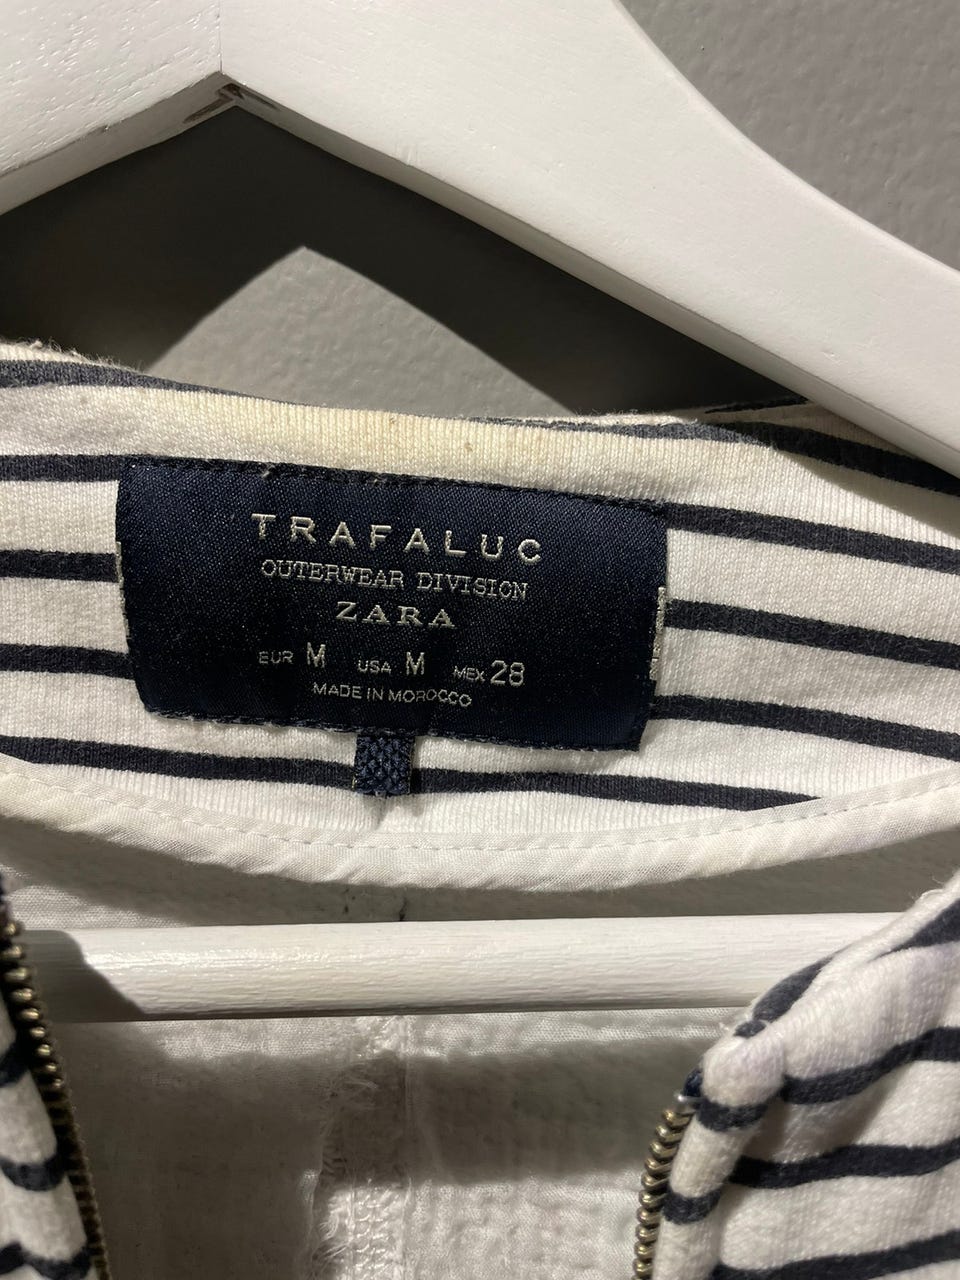 TRAFALUC
OUTERWEAR DIVISION
ZARA
EUR M USA M MEX 28
MADE IN MOROCCO